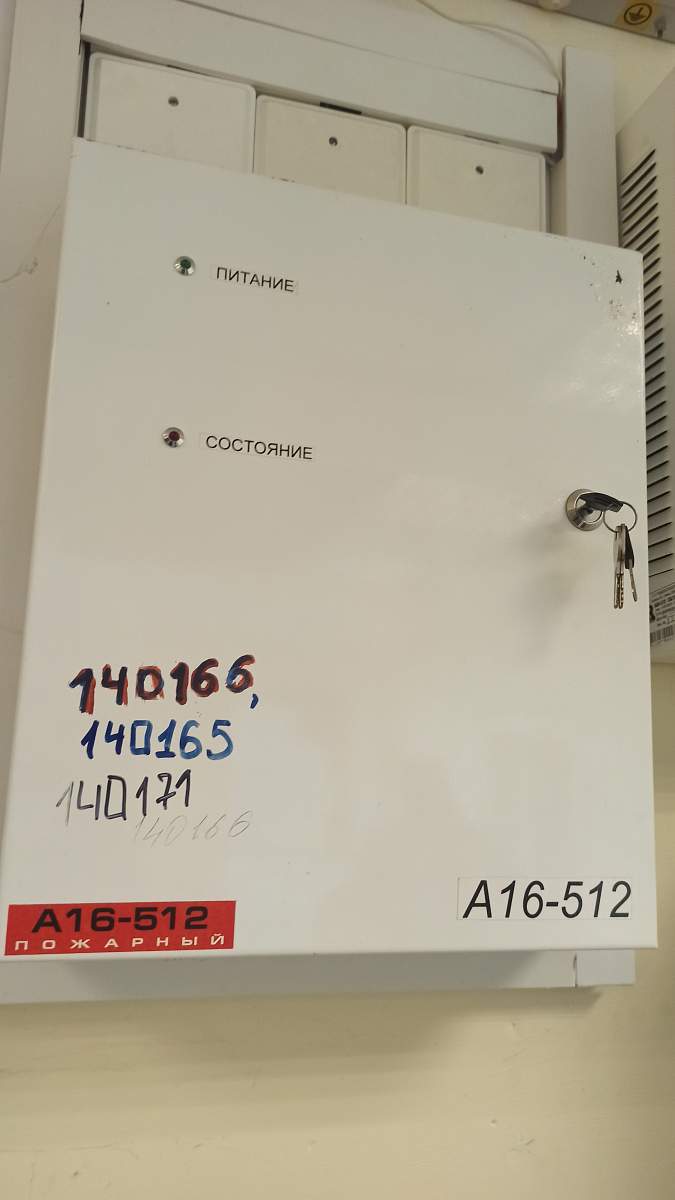 ПИТАНИЕ
СОСТОЯНИЕ
140166,
140165
140171
140166
А16-512
А16-512
ПОЖАРНЫЙ